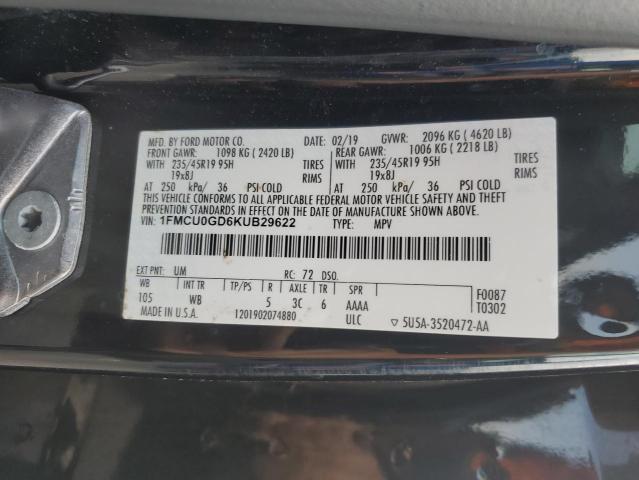 MFD. BY FORD MOTOR CO. DATE: 02/19 GVWR: 2096 KG ( 4620 LB)
FRONT GAWR: 1098 KG ( 2420 LB) REAR GAWR: 1006 KG ( 2218 LB)
WITH 235/45R19 95H TIRES WITH 235/45R19 95H TIRES
19x8J RIMS 19x8J RIMS
AT 250 kPa/ 36 PSI COLD AT 250 kPa/ 36 PSI COLD
THIS VEHICLE CONFORMS TO ALL APPLICABLE FEDERAL MOTOR VEHICLE SAFETY AND THEFT
PREVENTION STANDARDS IN EFFECT ON THE DATE OF MANUFACTURE SHOWN ABOVE.
VIN: 1FMCU0GD6KUB29622 TYPE: MPV
EXT PNT: UM RC: 72 DSO:
WB INT TR TP/PS R AXLE TR SPR F0087
105 WB 5 3C 6 AAAA T0302
MADE IN U.S.A. 1201902074880 ULC ▽ 5USA-3520472-AA